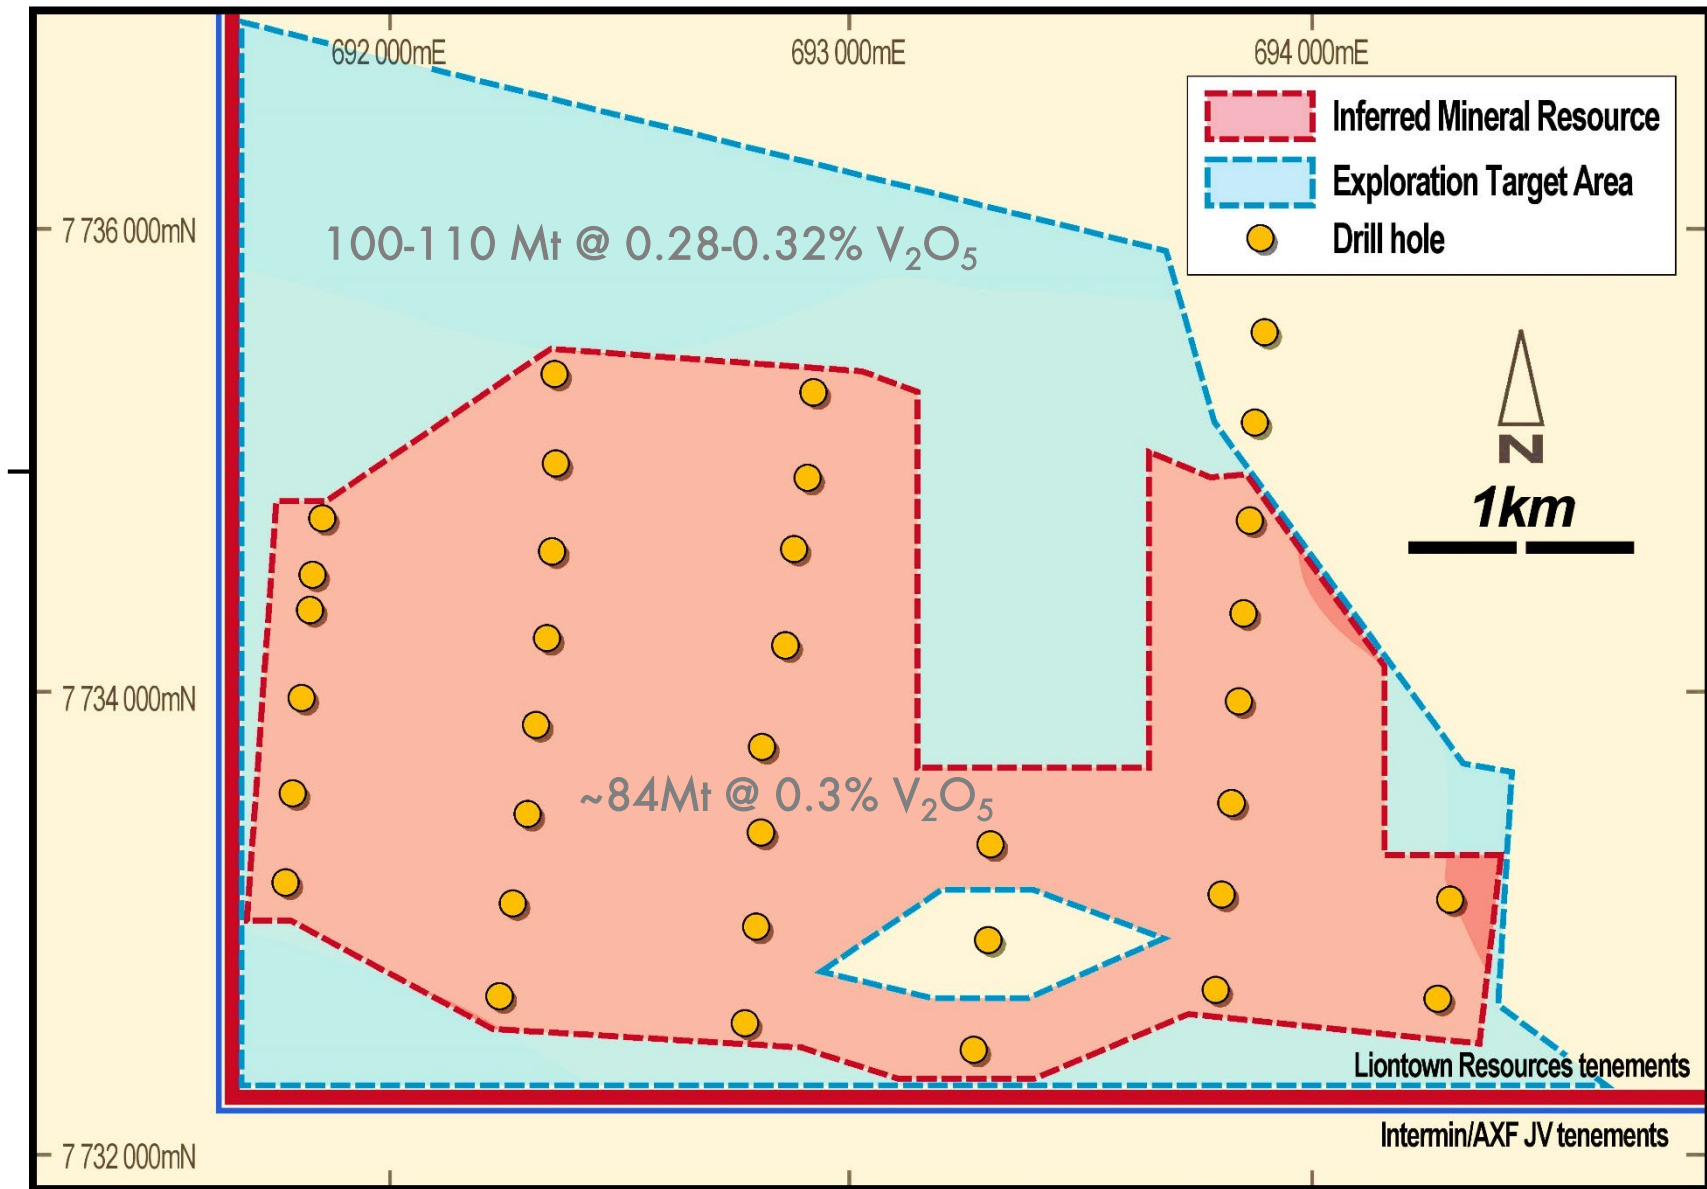 692 000mE
693 000mE
694 000mE
Inferred Mineral Resource
Exploration Target Area
Drill hole
7 736 000mN
100-110 Mt @ 0.28-0.32% V₂O₅
N
1km
7 734 000mN
~84Mt @ 0.3% V₂O₅
Liontown Resources tenements
Intermin/AXF JV tenements
7 732 000mN